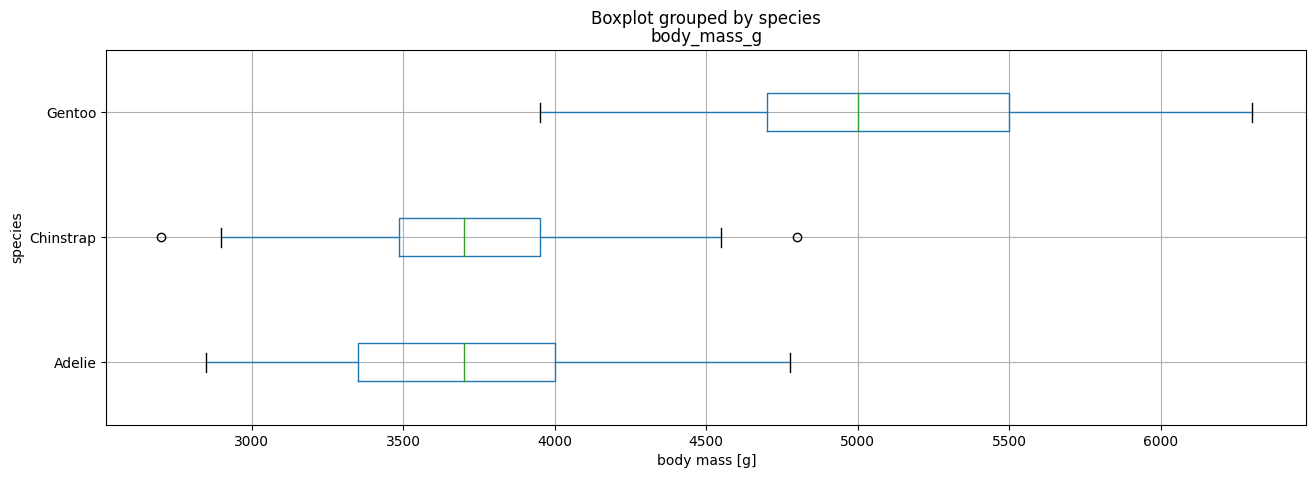 Boxplot grouped by species
body_mass_g
Gentoo
Chinstrap
Adelie
species
3000 3500 4000 4500 5000 5500 6000
body mass [g]